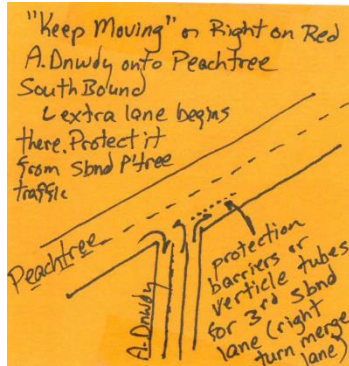 "Keep Moving" or Right on Red
A. Dnwdy onto Peachtree
South Bound
extra lane begins
there. Protect it
from Sbnd P'tree
traffic
Peachtree
A. Dnwdy
protection
barriers or
verticle tubes
for 3rd sbnd
lane (right
turn merge
lane)